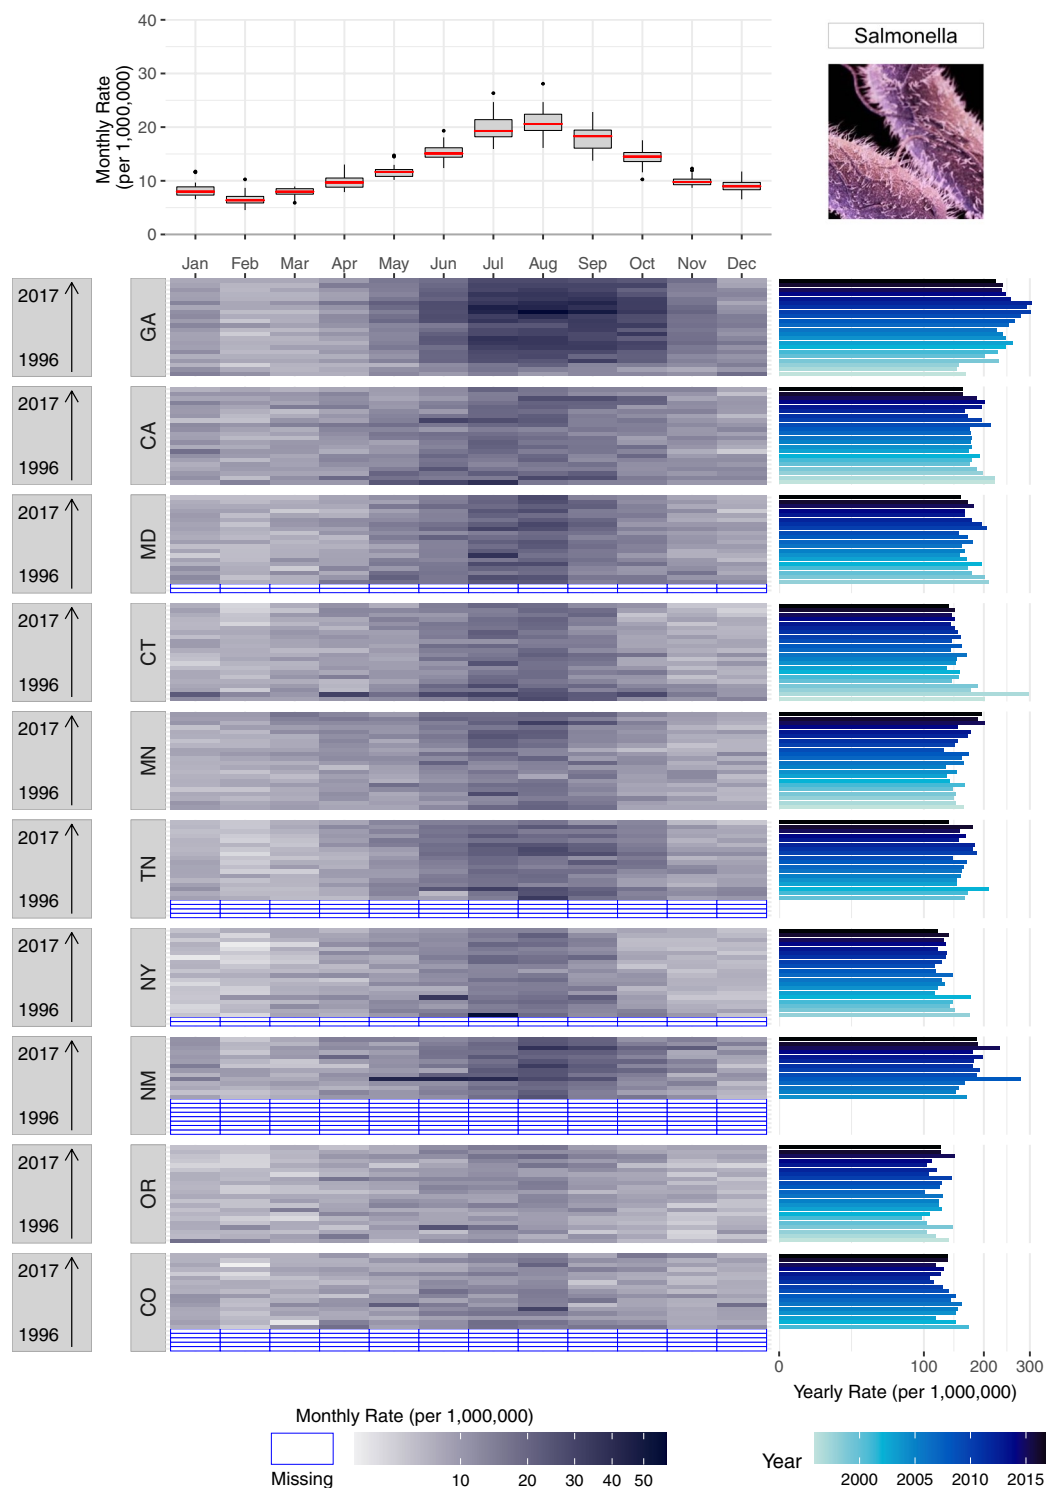 Salmonella
Monthly Rate
(per 1,000,000)
40
30
20
10
0
Jan Feb Mar Apr May Jun Jul Aug Sep Oct Nov Dec
2017
1996
GA
2017
1996
CA
2017
1996
MD
2017
1996
CT
2017
1996
MN
2017
1996
TN
2017
1996
NY
2017
1996
NM
2017
1996
OR
2017
1996
CO
0 100 200 300
Yearly Rate (per 1,000,000)
Monthly Rate (per 1,000,000)
Missing
10 20 30 40 50
Year
2000 2005 2010 2015